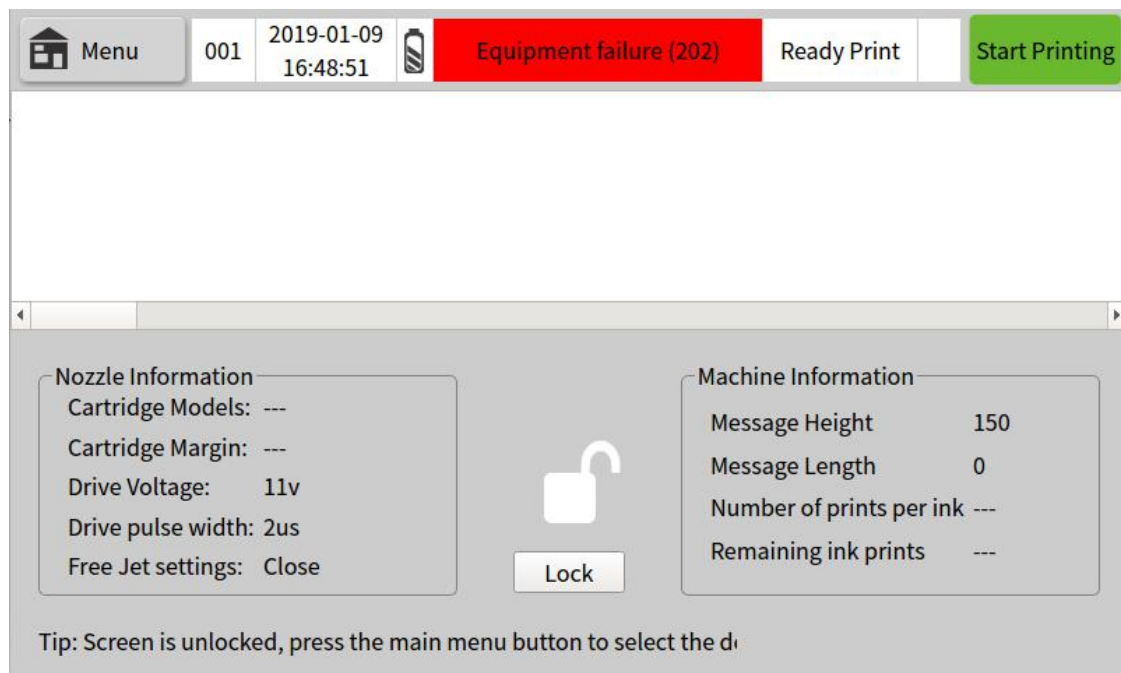 Menu
001
2019-01-09
16:48:51
Equipment failure (202)
Ready Print
Start Printing
Nozzle Information
Cartridge Models: ---
Cartridge Margin: ---
Drive Voltage: 11v
Drive pulse width: 2us
Free Jet settings: Close
Lock
Machine Information
Message Height 150
Message Length 0
Number of prints per ink ---
Remaining ink prints ---
Tip: Screen is unlocked, press the main menu button to select the